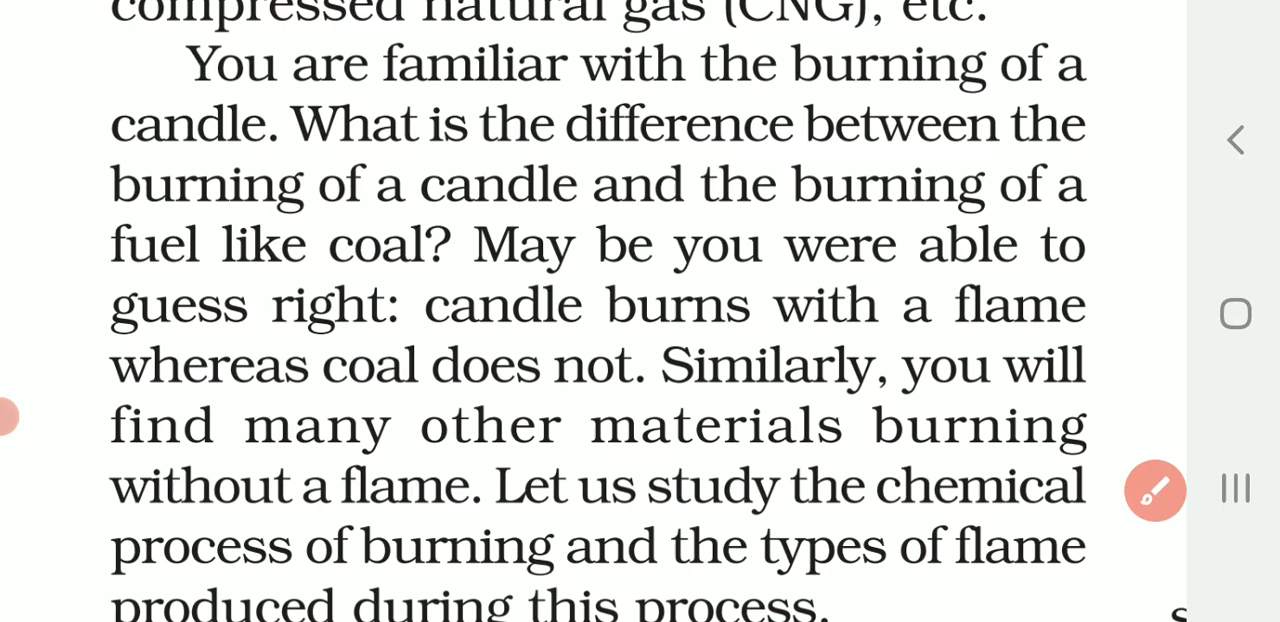 compressed natural gas (CNG), etc.
You are familiar with the burning of a
candle. What is the difference between the
burning of a candle and the burning of a
fuel like coal? May be you were able to
guess right: candle burns with a flame
whereas coal does not. Similarly, you will
find many other materials burning
without a flame. Let us study the chemical
process of burning and the types of flame
produced during this process.